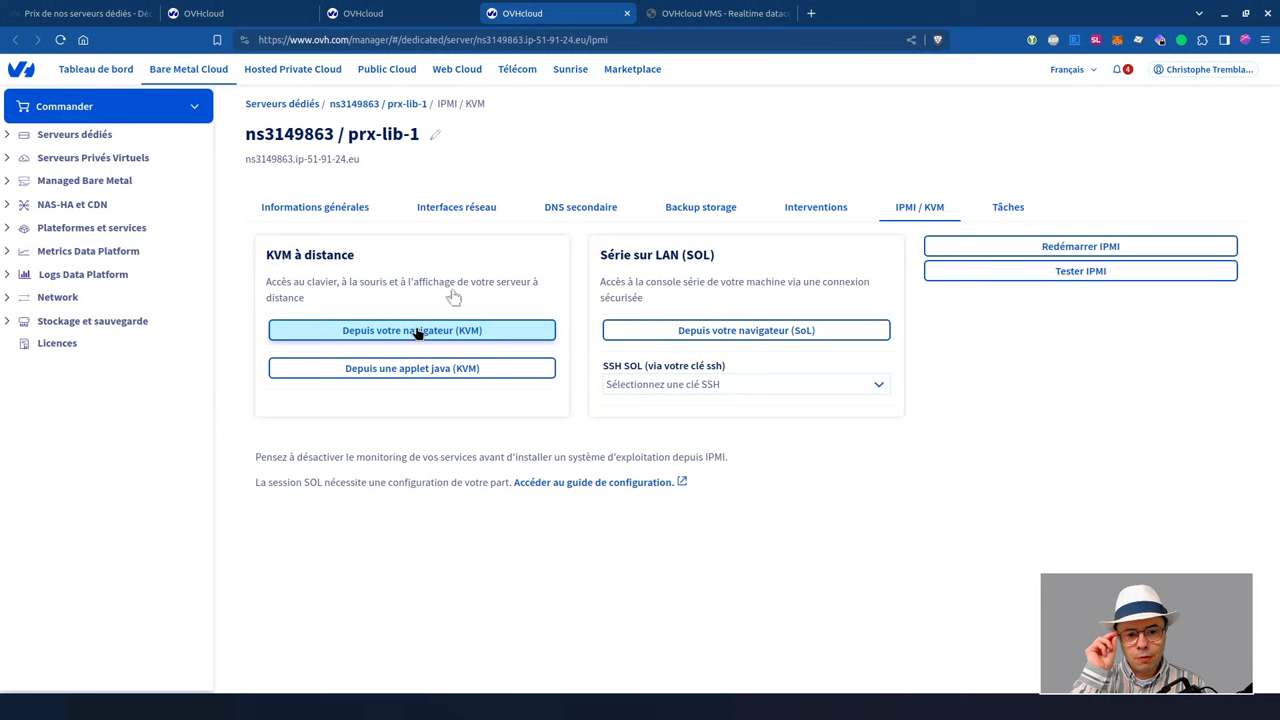 Prix de nos serveurs dédiés - Dé
OVHcloud
OVHcloud
OVHcloud
OVHcloud VMS - Realtime datac
https://www.ovh.com/manager/#/dedicated/server/ns3149863.ip-51-91-24.eu/ipmi
Tableau de bord
Bare Metal Cloud
Hosted Private Cloud
Public Cloud
Web Cloud
Télécom
Sunrise
Marketplace
Français
4
Christophe Trembla...
Commander
Serveurs dédiés
Serveurs Privés Virtuels
Managed Bare Metal
NAS-HA et CDN
Plateformes et services
Metrics Data Platform
Logs Data Platform
Network
Stockage et sauvegarde
Licences
Serveurs dédiés / ns3149863 / prx-lib-1 / IPMI / KVM
ns3149863 / prx-lib-1
ns3149863.ip-51-91-24.eu
Informations générales
Interfaces réseau
DNS secondaire
Backup storage
Interventions
IPMI / KVM
Tâches
KVM à distance
Accès au clavier, à la souris et à l'affichage de votre serveur à
distance
Depuis votre navigateur (KVM)
Depuis une applet java (KVM)
Série sur LAN (SOL)
Accès à la console série de votre machine via une connexion
sécurisée
Depuis votre navigateur (SoL)
SSH SOL (via votre clé ssh)
Sélectionnez une clé SSH
Redémarrer IPMI
Tester IPMI
Pensez à désactiver le monitoring de vos services avant d'installer un système d'exploitation depuis IPMI.
La session SOL nécessite une configuration de votre part. Accéder au guide de configuration.